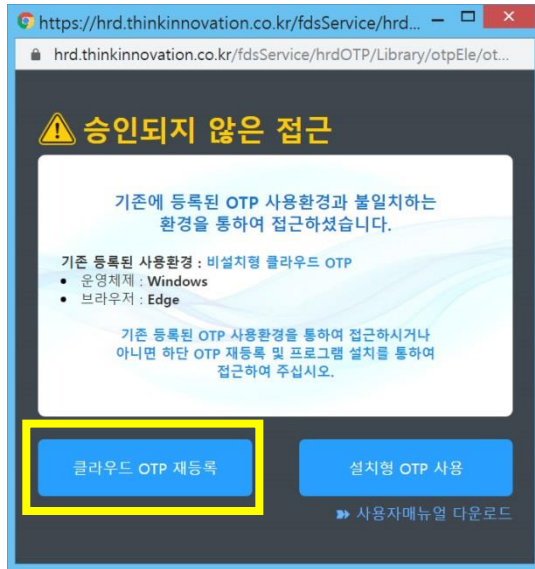 https://hrd.thinkinnovation.co.kr/fdsService/hrd...
hrd.thinkinnovation.co.kr/fdsService/hrdOTP/Library/otpEle/ot...
승인되지 않은 접근
기존에 등록된 OTP 사용환경과 불일치하는
환경을 통하여 접근하셨습니다.
기존 등록된 사용환경 : 비설치형 클라우드 OTP
• 운영체제 : Windows
• 브라우저 : Edge
기존 등록된 OTP 사용환경을 통하여 접근하시거나
아니면 하단 OTP 재등록 및 프로그램 설치를 통하여
접근하여 주십시오.
클라우드 OTP 재등록
설치형 OTP 사용
사용자매뉴얼 다운로드